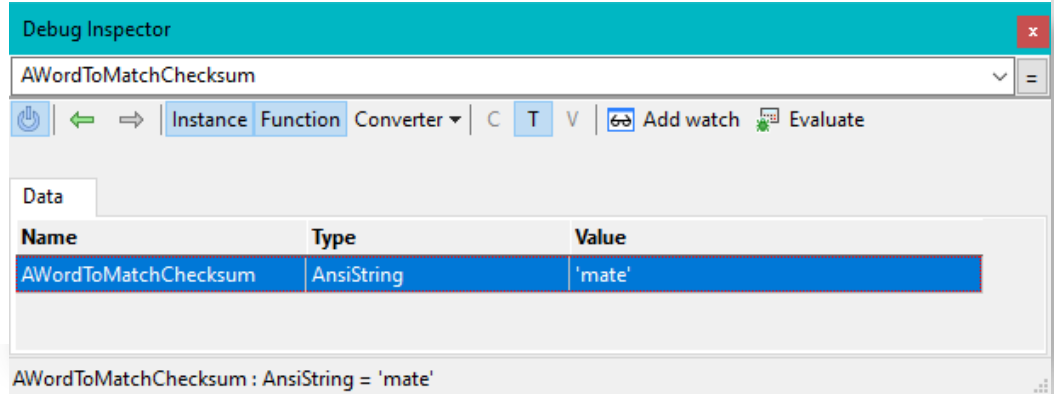 Debug Inspector
x
AWordToMatchChecksum
=
Instance Function Converter C T V Add watch Evaluate
Data
Name Type Value
AWordToMatchChecksum AnsiString 'mate'
AWordToMatchChecksum : AnsiString = 'mate'